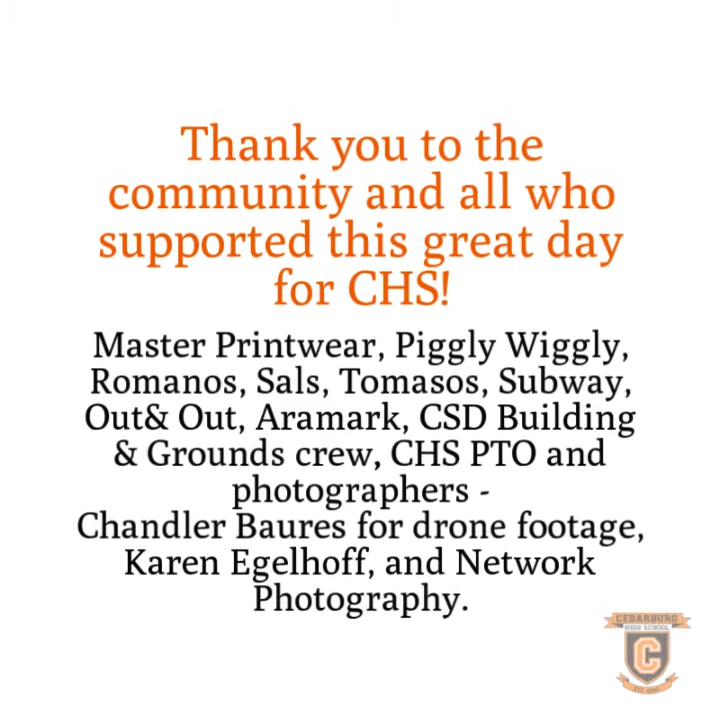 Thank you to the
community and all who
supported this great day
for CHS!
Master Printwear, Piggly Wiggly,
Romanos, Sals, Tomasos, Subway,
Out& Out, Aramark, CSD Building
& Grounds crew, CHS PTO and
photographers -
Chandler Baures for drone footage,
Karen Egelhoff, and Network
Photography.
CEDARBURG
HIGH SCHOOL
C